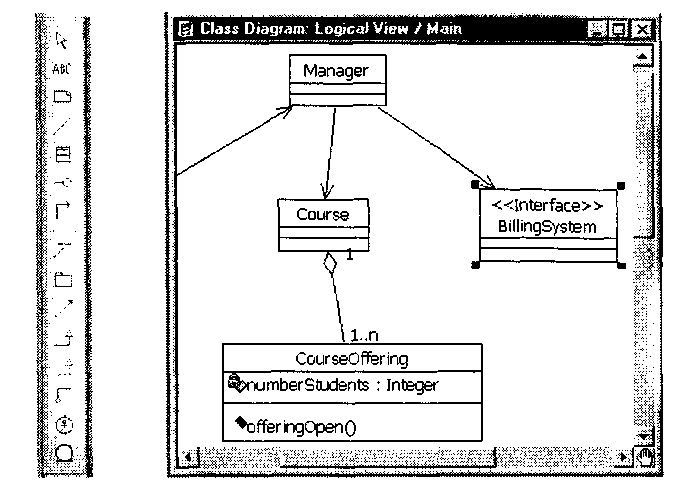 Class Diagram: Logical View / Main
ABC
Manager
Course
1
<<Interface>>
BillingSystem
1..n
CourseOffering
numberStudents : Integer
offeringOpen()